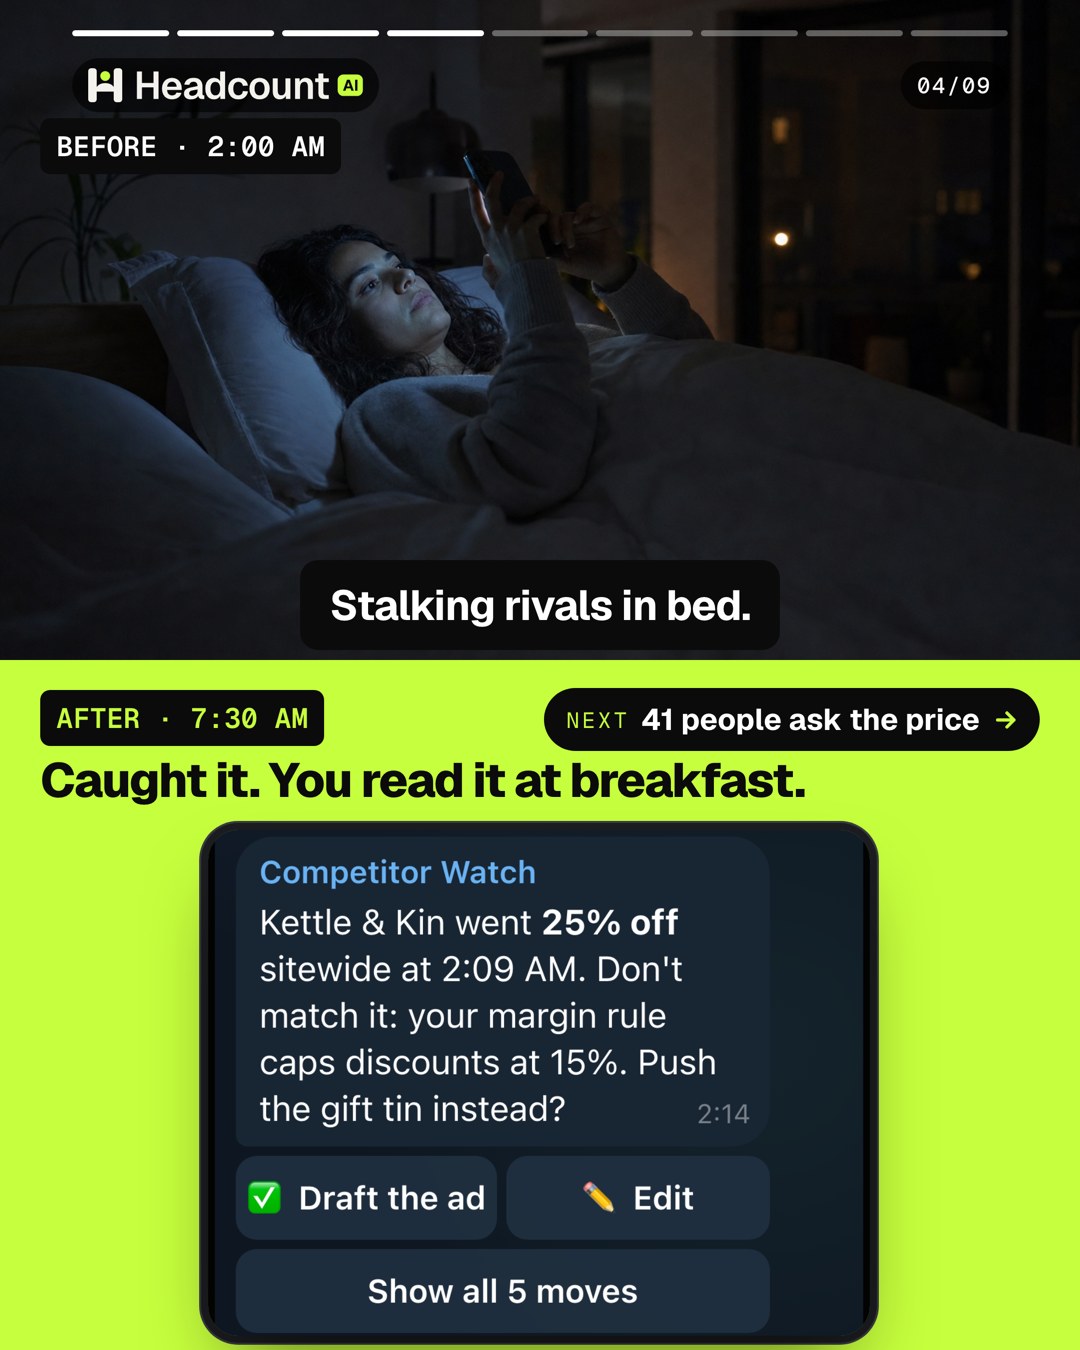 Headcount AI
04/09
BEFORE · 2:00 AM
Stalking rivals in bed.
AFTER · 7:30 AM
NEXT 41 people ask the price →
Caught it. You read it at breakfast.
Competitor Watch
Kettle & Kin went 25% off
sitewide at 2:09 AM. Don't
match it: your margin rule
caps discounts at 15%. Push
the gift tin instead?
2:14
✅ Draft the ad
✏️ Edit
Show all 5 moves